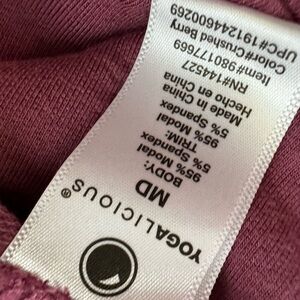 YOGALICIOUS®
MD
BODY:
95% Modal
5% Spandex
TRIM:
95% Modal
5% Spandex
Made in China
Hecho en China
RN#144527
Item# 980177669
Color#Crushed Berry
UPC#191244600269